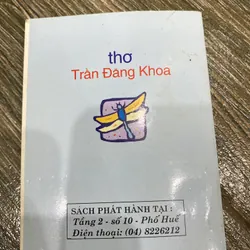 thơ
Trần Đăng Khoa
SÁCH PHÁT HÀNH TẠI :
Tầng 2 - số 10 - Phố Huế
Điện thoại: (04) 8226212